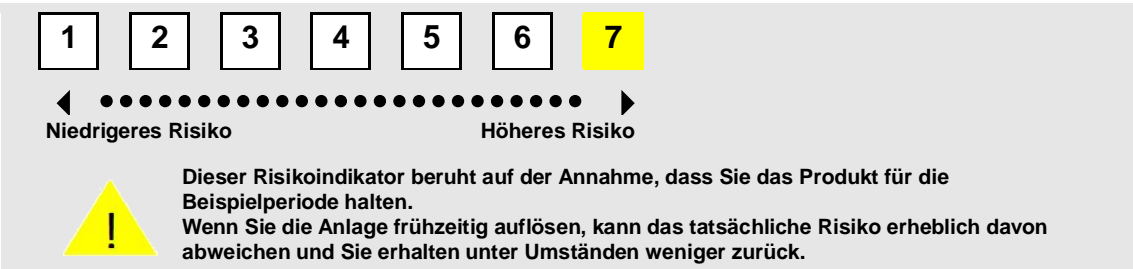 1 2 3 4 5 6 7
Niedrigeres Risiko Höheres Risiko
!
Dieser Risikoindikator beruht auf der Annahme, dass Sie das Produkt für die
Beispielperiode halten.
Wenn Sie die Anlage frühzeitig auflösen, kann das tatsächliche Risiko erheblich davon
abweichen und Sie erhalten unter Umständen weniger zurück.